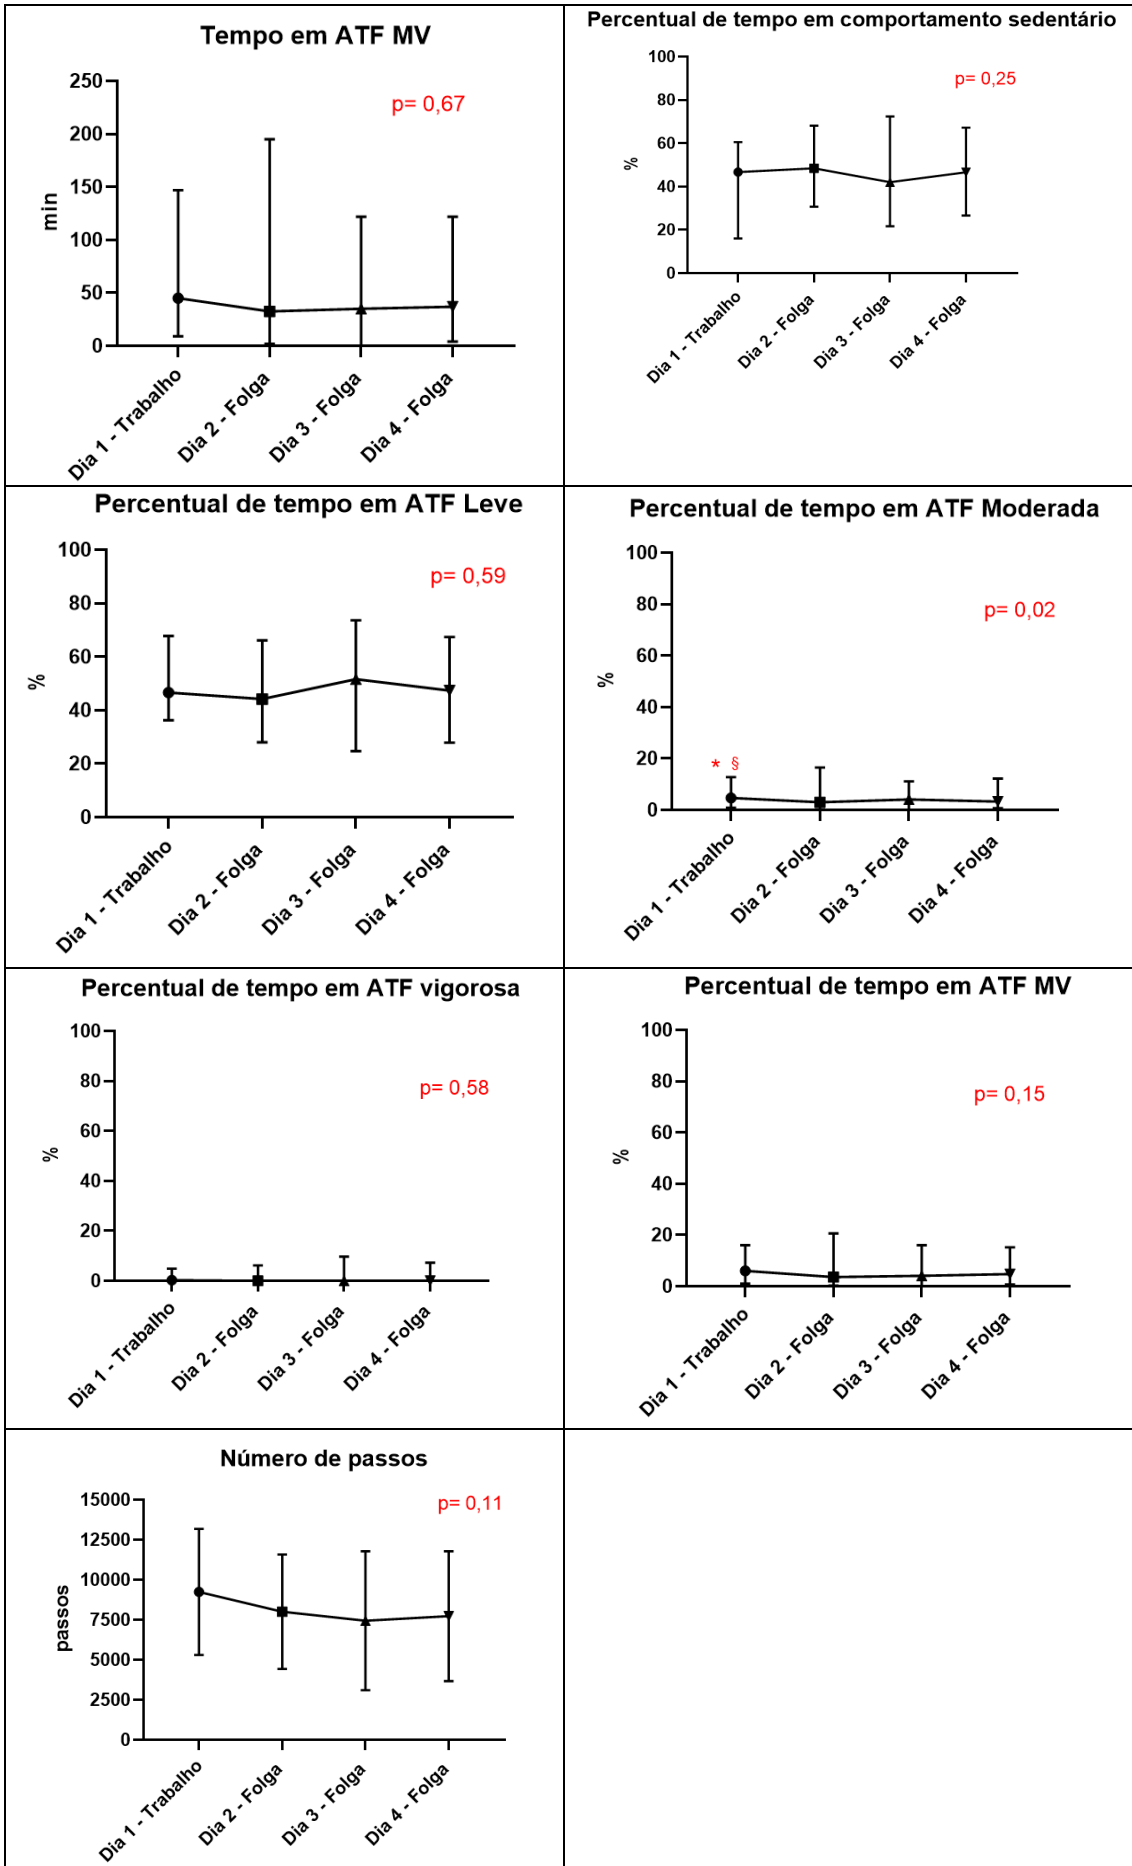 Tempo em ATF MV
p= 0,67
min
250
200
150
100
50
0
Dia 1 - Trabalho
Dia 2 - Folga
Dia 3 - Folga
Dia 4 - Folga
Percentual de tempo em comportamento sedentário
p= 0,25
%
100
80
60
40
20
0
Dia 1 - Trabalho
Dia 2 - Folga
Dia 3 - Folga
Dia 4 - Folga
Percentual de tempo em ATF Leve
p= 0,59
%
100
80
60
40
20
0
Dia 1 - Trabalho
Dia 2 - Folga
Dia 3 - Folga
Dia 4 - Folga
Percentual de tempo em ATF Moderada
p= 0,02
%
100
80
60
40
20
0
* §
Dia 1 - Trabalho
Dia 2 - Folga
Dia 3 - Folga
Dia 4 - Folga
Percentual de tempo em ATF vigorosa
p= 0,58
%
100
80
60
40
20
0
Dia 1 - Trabalho
Dia 2 - Folga
Dia 3 - Folga
Dia 4 - Folga
Percentual de tempo em ATF MV
p= 0,15
%
100
80
60
40
20
0
Dia 1 - Trabalho
Dia 2 - Folga
Dia 3 - Folga
Dia 4 - Folga
Número de passos
p= 0,11
passos
15000
12500
10000
7500
5000
2500
0
Dia 1 - Trabalho
Dia 2 - Folga
Dia 3 - Folga
Dia 4 - Folga